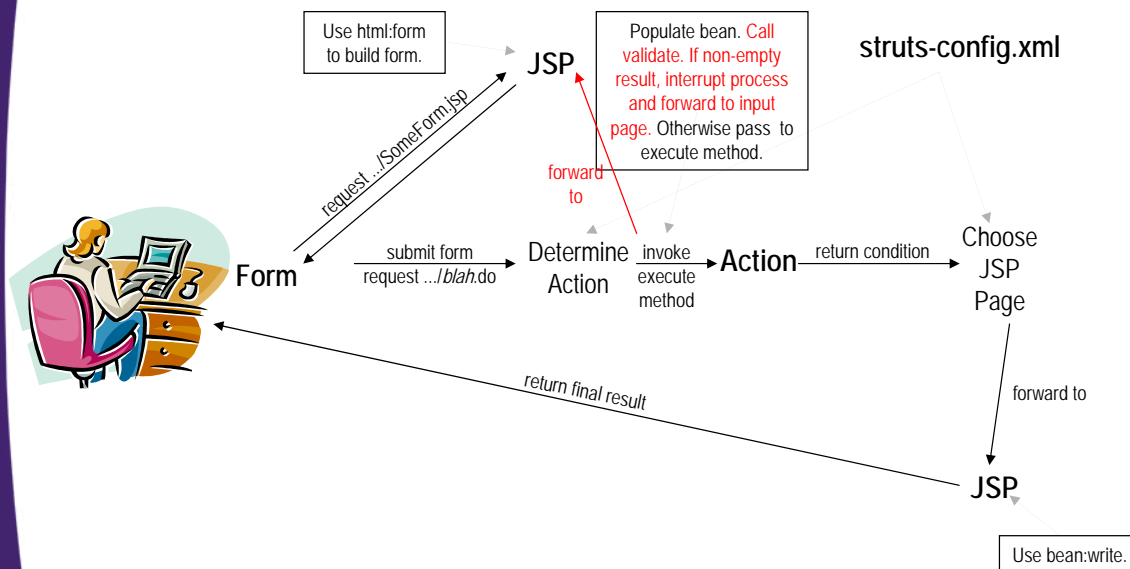 Use html:form
to build form.
JSP
Populate bean. Call
validate. If non-empty
result, interrupt process
and forward to input
page. Otherwise pass to
execute method.
struts-config.xml
request .../SomeForm.jsp
forward
to
Form
submit form
request .../blah.do
Determine
Action
invoke
execute
method
Action
return condition
Choose
JSP
Page
return final result
forward to
JSP
Use bean:write.